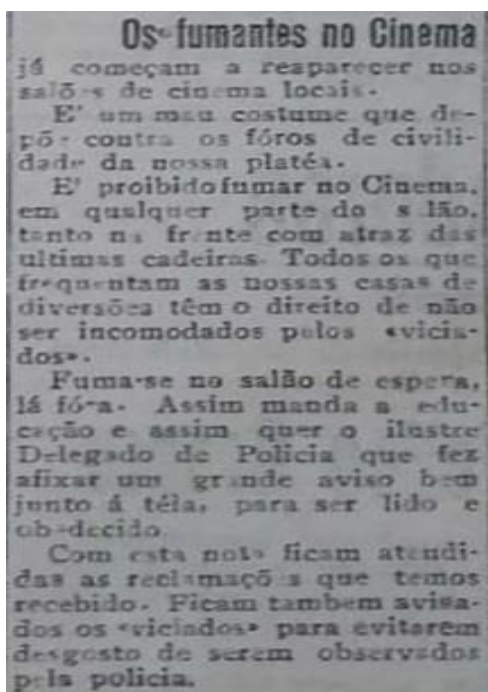 Os fumantes no Cinema
já começam a reaparecer nos
salões de cinema locais.
E' um mau costume que de-
põe contra os fóros de civili-
dade da nossa platéa.
E' proibido fumar no Cinema,
em qualquer parte do s lão,
tanto na frente com atraz das
ultimas cadeiras. Todos os que
frequentam as nossas casas de
diversões têm o direito de não
ser incomodados pelos «vicia-
dos».
Fuma-se no salão de espera,
lá fóra. Assim manda a edu-
cação e assim quer o ilustre
Delegado de Policia que fez
afixar um grande aviso bem
junto á téla, para ser lido e
obedecido.
Com esta nota ficam atendi-
das as reclamaçõ s que temos
recebido. Ficam tambem avisa-
dos os «viciados» para evitarem
desgosto de serem observados
pela policia.